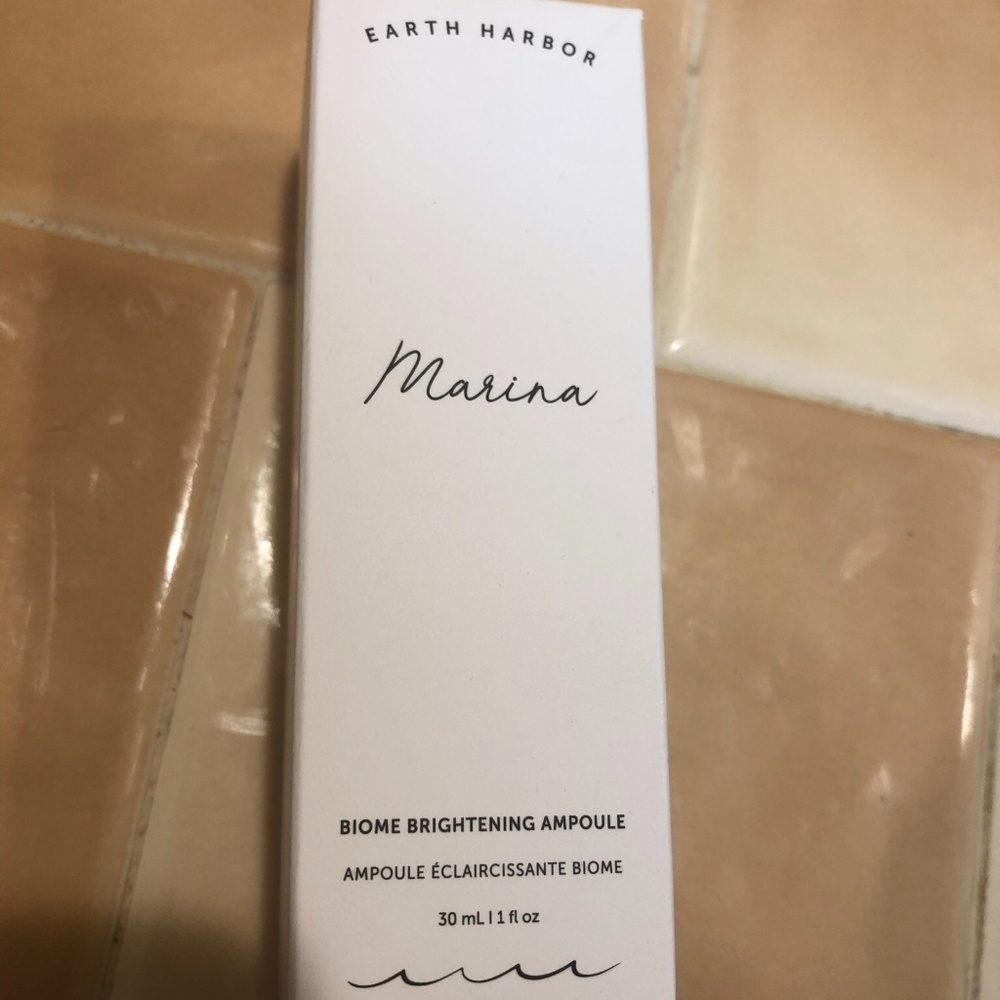 EARTH HARBOR
Marina
BIOME BRIGHTENING AMPOULE
AMPOULE ÉCLAIRCISSANTE BIOME
30 mL | 1 fl oz